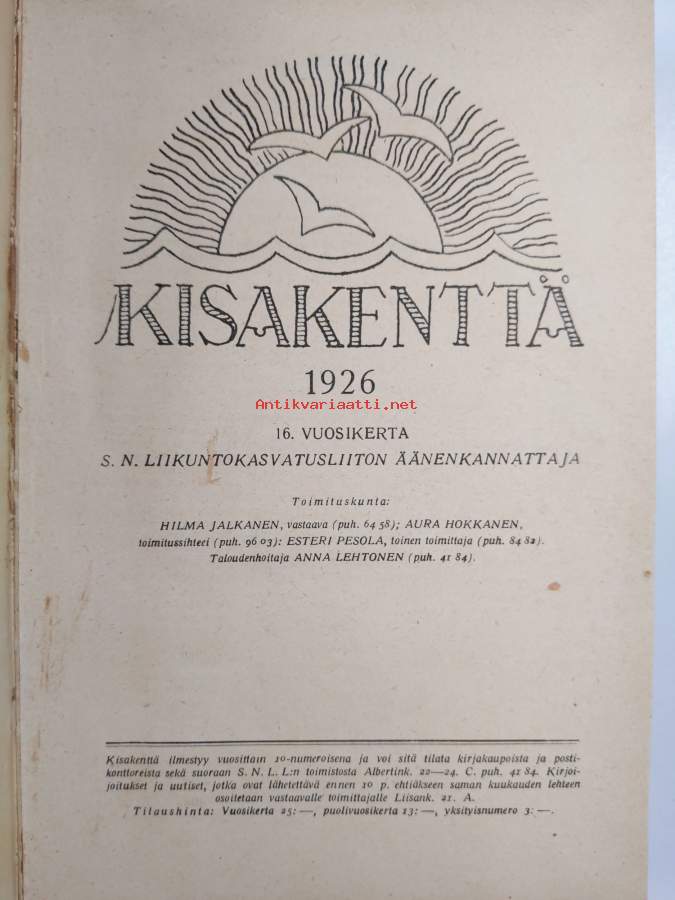 KISAKENTTÄ
1926
Antikvariaatti.net
16. VUOSIKERTA
S. N. LIIKUNTOKASVATUSLIITON ÄÄNENKANNATTAJA
Toimituskunta:
HILMA JALKANEN, vastaava (puh. 64 58); AURA HOKKANEN,
toimitussihteeri (puh. 96 03): ESTERI PESOLA, toinen toimittaja (puh. 84 82).
Taloudenhoitaja ANNA LEHTONEN (puh. 41 84).
Kisakenttä ilmestyy vuosittain 10-numeroisena ja voi sitä tilata kirjakaupoista ja posti-
konttoreista sekä suoraan S. N. L. L:n toimistosta Albertink. 22—24. C. puh. 41 84. Kirjoi-
joitukset ja uutiset, jotka ovat lähetettävä ennen 10 p. ehtiäkseen saman kuukauden lehteen
osoitetaan vastaavalle toimittajalle Liisank. 21. A.
Tilaushinta: Vuosikerta 25: —, puolivuosikerta 13: —, yksityisnumero 3: —.